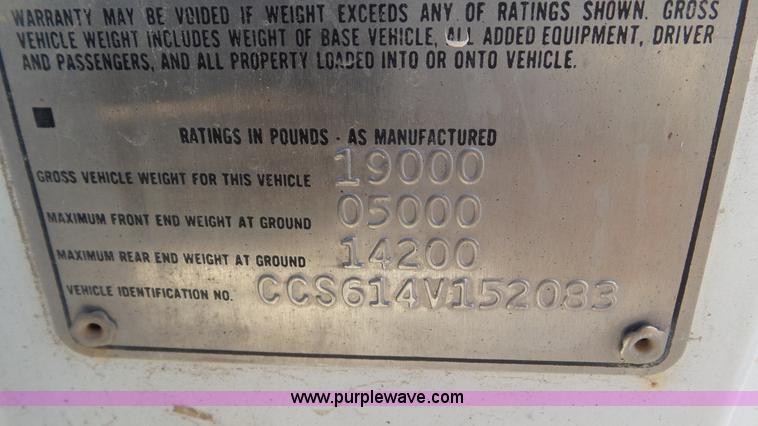 WARRANTY MAY BE VOIDED IF WEIGHT EXCEEDS ANY OF RATINGS SHOWN. GROSS
VEHICLE WEIGHT INCLUDES WEIGHT OF BASE VEHICLE, ALL ADDED EQUIPMENT, DRIVER
AND PASSENGERS, AND ALL PROPERTY LOADED INTO OR ONTO VEHICLE.
RATINGS IN POUNDS - AS MANUFACTURED
GROSS VEHICLE WEIGHT FOR THIS VEHICLE 19000
MAXIMUM FRONT END WEIGHT AT GROUND 05000
MAXIMUM REAR END WEIGHT AT GROUND 14200
VEHICLE IDENTIFICATION NO. CCS614V152083
www.purplewave.com